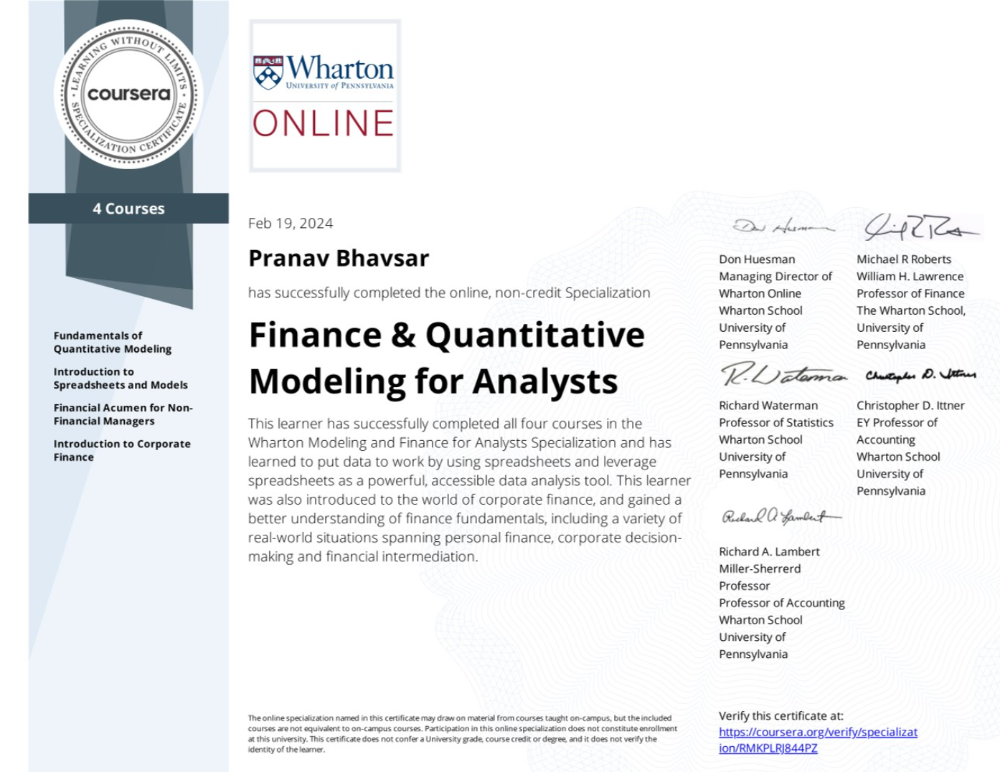 LEARNING WITHOUT LIMITS
coursera
SPECIALIZATION CERTIFICATE
Wharton
UNIVERSITY of PENNSYLVANIA
ONLINE
4 Courses
Fundamentals of
Quantitative Modeling
Introduction to
Spreadsheets and Models
Financial Acumen for Non-
Financial Managers
Introduction to Corporate
Finance
Feb 19, 2024
Pranav Bhavsar
has successfully completed the online, non-credit Specialization
Finance & Quantitative
Modeling for Analysts
This learner has successfully completed all four courses in the
Wharton Modeling and Finance for Analysts Specialization and has
learned to put data to work by using spreadsheets and leverage
spreadsheets as a powerful, accessible data analysis tool. This learner
was also introduced to the world of corporate finance, and gained a
better understanding of finance fundamentals, including a variety of
real-world situations spanning personal finance, corporate decision-
making and financial intermediation.
Don Huesman
Managing Director of
Wharton Online
Wharton School
University of
Pennsylvania
Michael R Roberts
William H. Lawrence
Professor of Finance
The Wharton School,
University of
Pennsylvania
R. Waterman
Richard Waterman
Professor of Statistics
Wharton School
University of
Pennsylvania
Christopher D. Ittner
Christopher D. Ittner
EY Professor of
Accounting
Wharton School
University of
Pennsylvania
Richard A. Lambert
Richard A. Lambert
Miller-Sherrerd
Professor
Professor of Accounting
Wharton School
University of
Pennsylvania
The online specialization named in this certificate may draw on material from courses taught on-campus, but the included
courses are not equivalent to on-campus courses. Participation in this online specialization does not constitute enrollment
at this university. This certificate does not confer a University grade, course credit or degree, and it does not verify the
identity of the learner.
Verify this certificate at:
https://coursera.org/verify/specializat
ion/RMKPLRJ844PZ